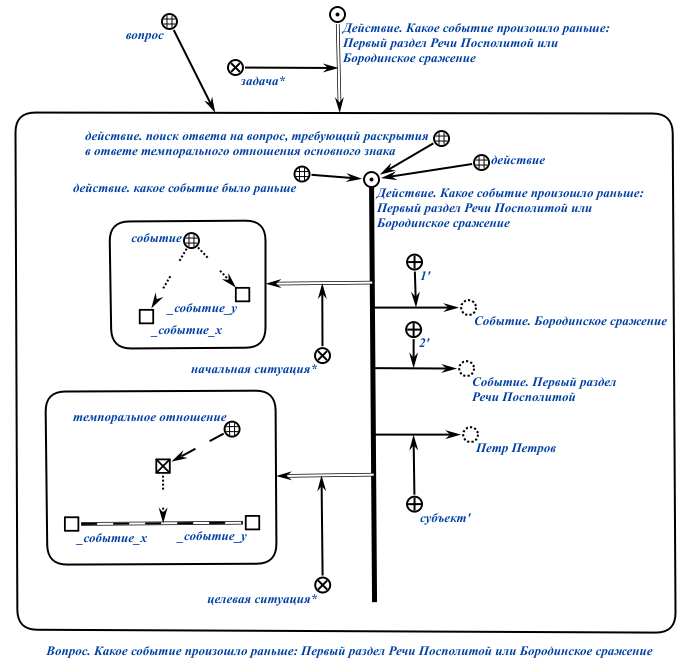 вопрос
Действие. Какое событие произошло раньше:
Первый раздел Речи Посполитой или
Бородинское сражение
задача*
действие. поиск ответа на вопрос, требующий раскрытия
в ответе темпорального отношения основного знака
действие
действие. какое событие было раньше
Действие. Какое событие произошло раньше:
Первый раздел Речи Посполитой или
Бородинское сражение
событие
1'
_событие_y
_событие_x
Событие. Бородинское сражение
2'
начальная ситуация*
Событие. Первый раздел
Речи Посполитой
темпоральное отношение
Петр Петров
субъект'
_событие_x
_событие_y
целевая ситуация*
Вопрос. Какое событие произошло раньше: Первый раздел Речи Посполитой или Бородинское сражение